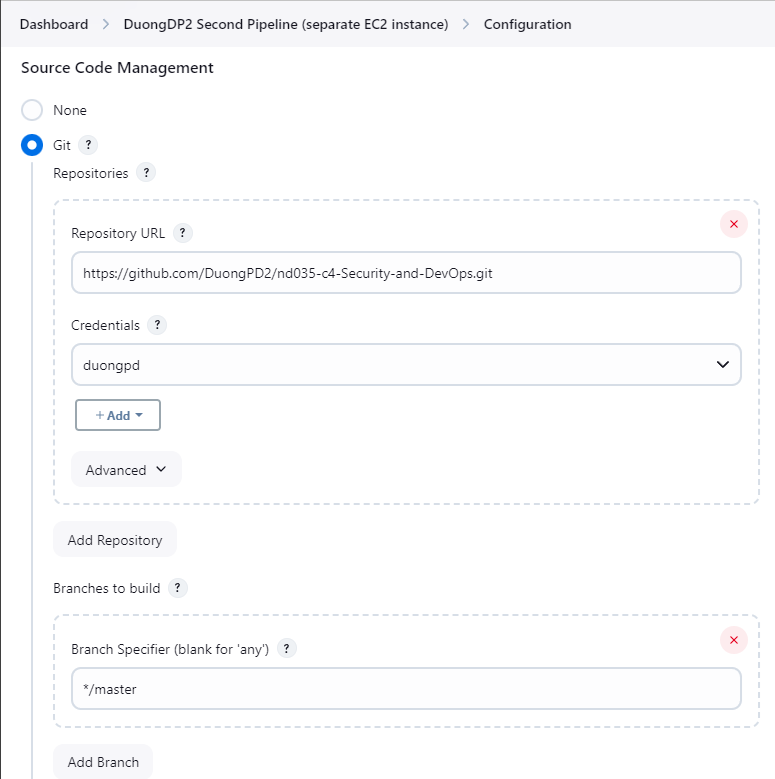 Dashboard > DuongDP2 Second Pipeline (separate EC2 instance) > Configuration
Source Code Management
None
Git ?
Repositories ?
Repository URL ?
https://github.com/DuongPD2/nd035-c4-Security-and-DevOps.git
Credentials ?
duongpd
+ Add
Advanced
Add Repository
Branches to build ?
Branch Specifier (blank for 'any') ?
*/master
Add Branch